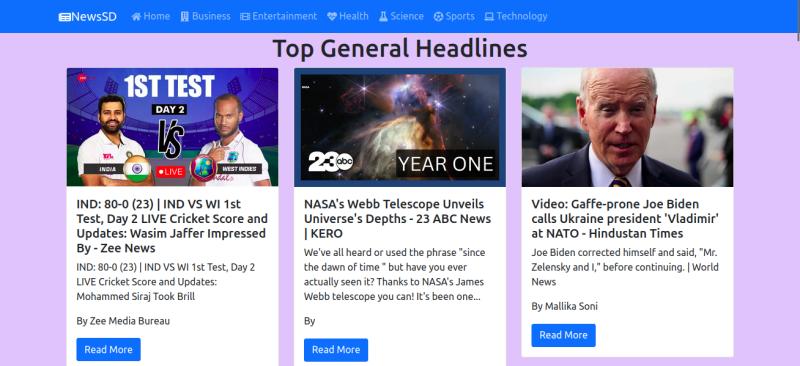 NewsSD Home Business Entertainment Health Science Sports Technology
Top General Headlines
1ST TEST
DAY 2
VS
INDIA
LIVE
WEST INDIES
IND: 80-0 (23) | IND VS WI 1st
Test, Day 2 LIVE Cricket Score and
Updates: Wasim Jaffer Impressed
By - Zee News
IND: 80-0 (23) | IND VS WI 1st Test, Day 2
LIVE Cricket Score and Updates:
Mohammed Siraj Took Brill
By Zee Media Bureau
Read More
NASA
23 abc
YEAR ONE
NASA's Webb Telescope Unveils
Universe's Depths - 23 ABC News
| KERO
We've all heard or used the phrase "since
the dawn of time " but have you ever
actually seen it? Thanks to NASA's James
Webb telescope you can! It's been one...
By
Read More
Video: Gaffe-prone Joe Biden
calls Ukraine president 'Vladimir'
at NATO - Hindustan Times
Joe Biden corrected himself and said, "Mr.
Zelensky and I," before continuing. | World
News
By Mallika Soni
Read More